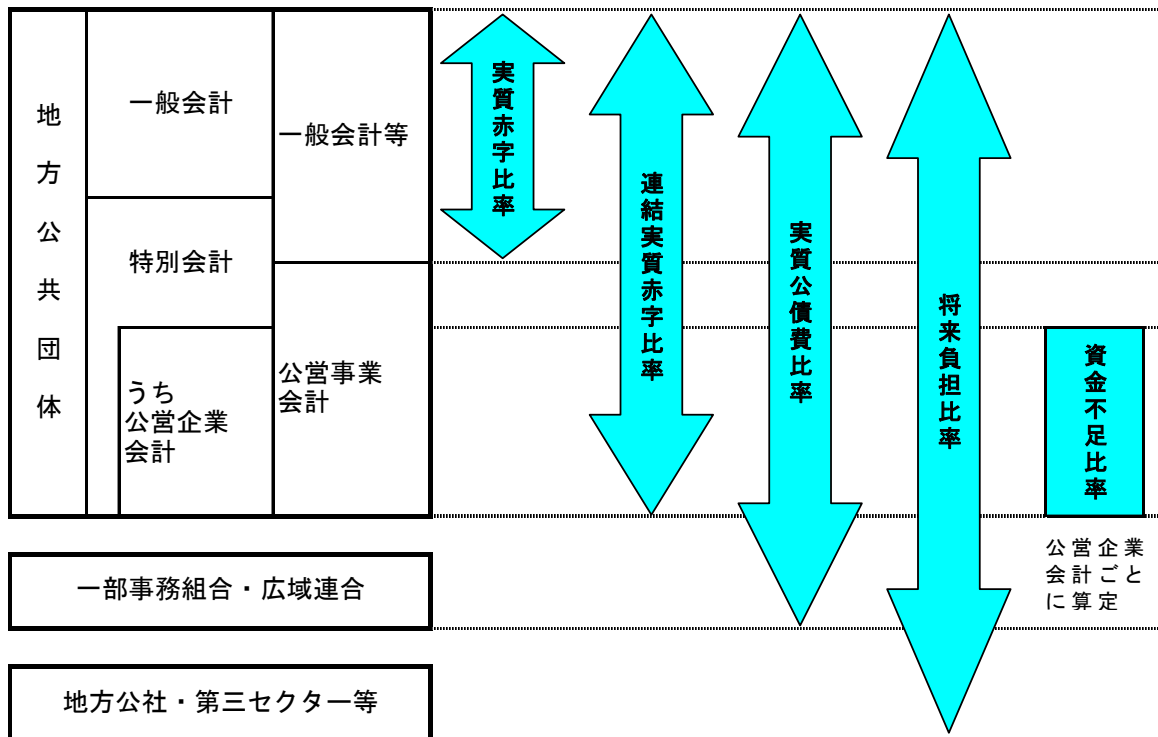 地方公共団体
一般会計
特別会計
うち
公営企業
会計
一般会計等
公営事業
会計
実質赤字比率
連結実質赤字比率
実質公債費比率
将来負担比率
資金不足比率
公営企業
会計ごと
に算定
一部事務組合・広域連合
地方公社・第三セクター等